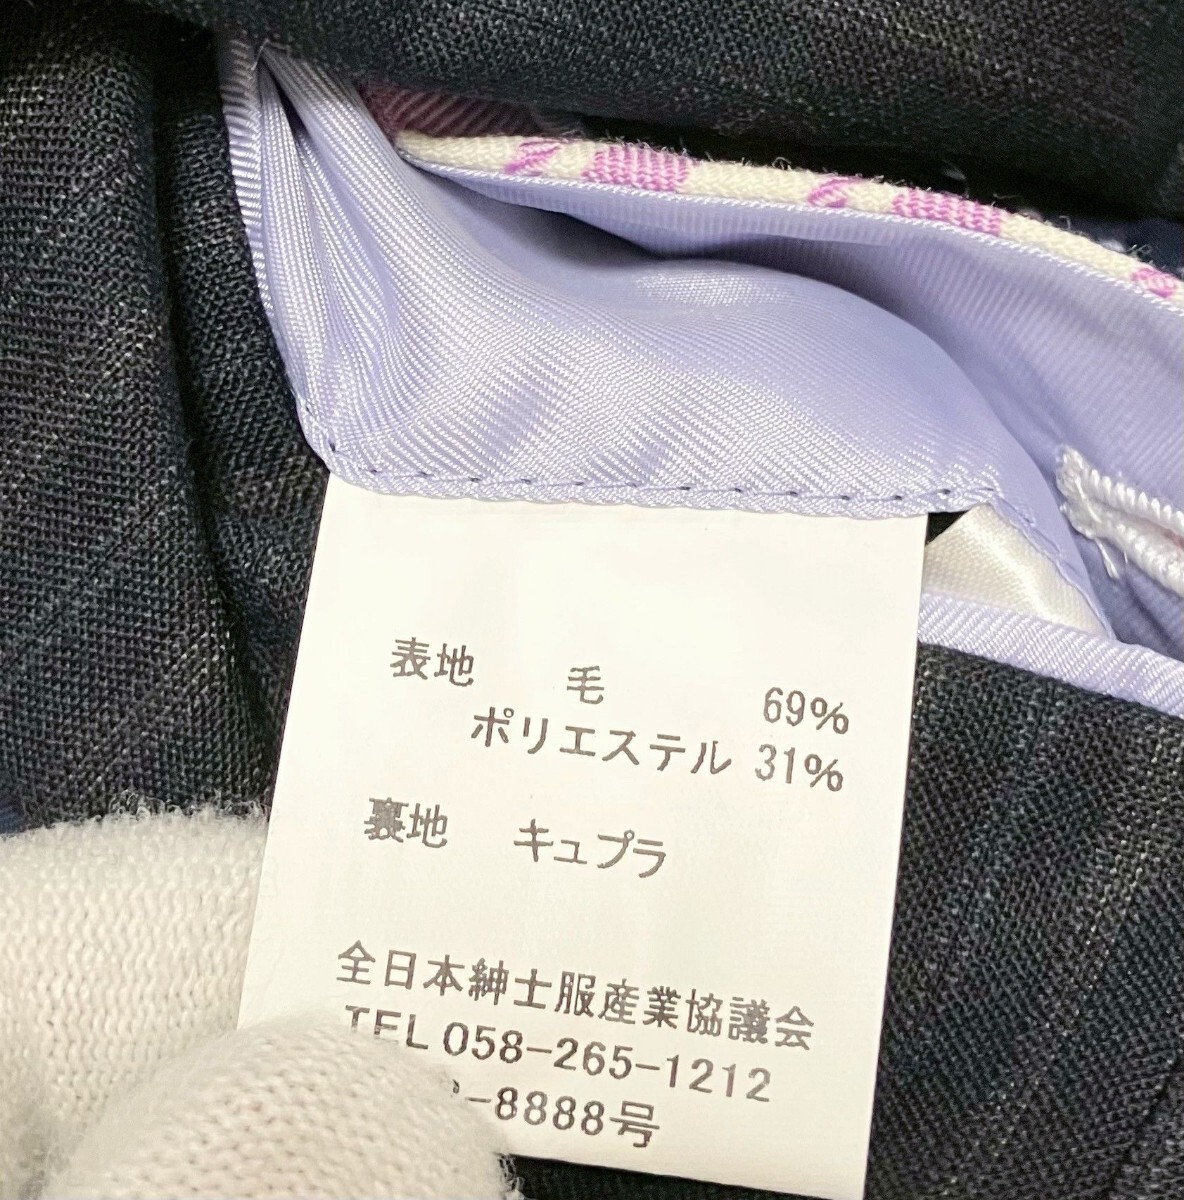 表地 毛 69%
ポリエステル 31%
裏地 キュプラ
全日本紳士服産業協議会
TEL 058-265-1212
-8888号